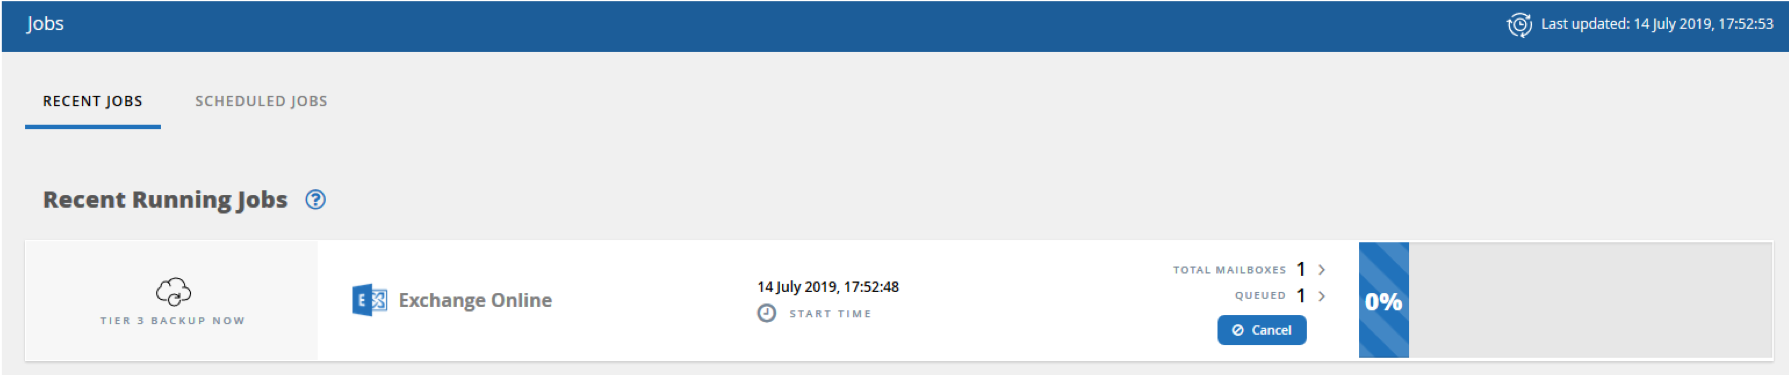 Jobs
Last updated: 14 July 2019, 17:52:53
RECENT JOBS
SCHEDULED JOBS
Recent Running Jobs ?
TIER 3 BACKUP NOW
E
Exchange Online
14 July 2019, 17:52:48
START TIME
TOTAL MAILBOXES 1
QUEUED 1
Cancel
0%